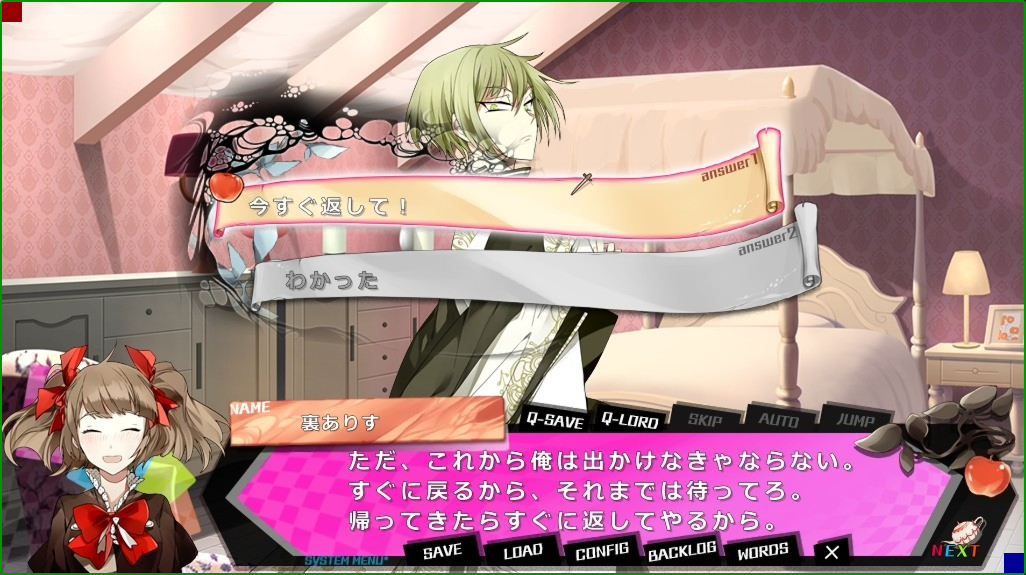 answer1
今すぐ返して！
answer2
わかった
NAME
裏ありす
Q-SAVE
Q-LORD
SKIP
AUTO
JUMP
ただ、これから俺は出かけなきゃならない。
すぐに戻るから、それまでは待ってろ。
帰ってきたらすぐに返してやるから。
SYSTEM MENU
SAVE
LOAD
CONFIG
BACKLOG
WORDS
×
NEXT